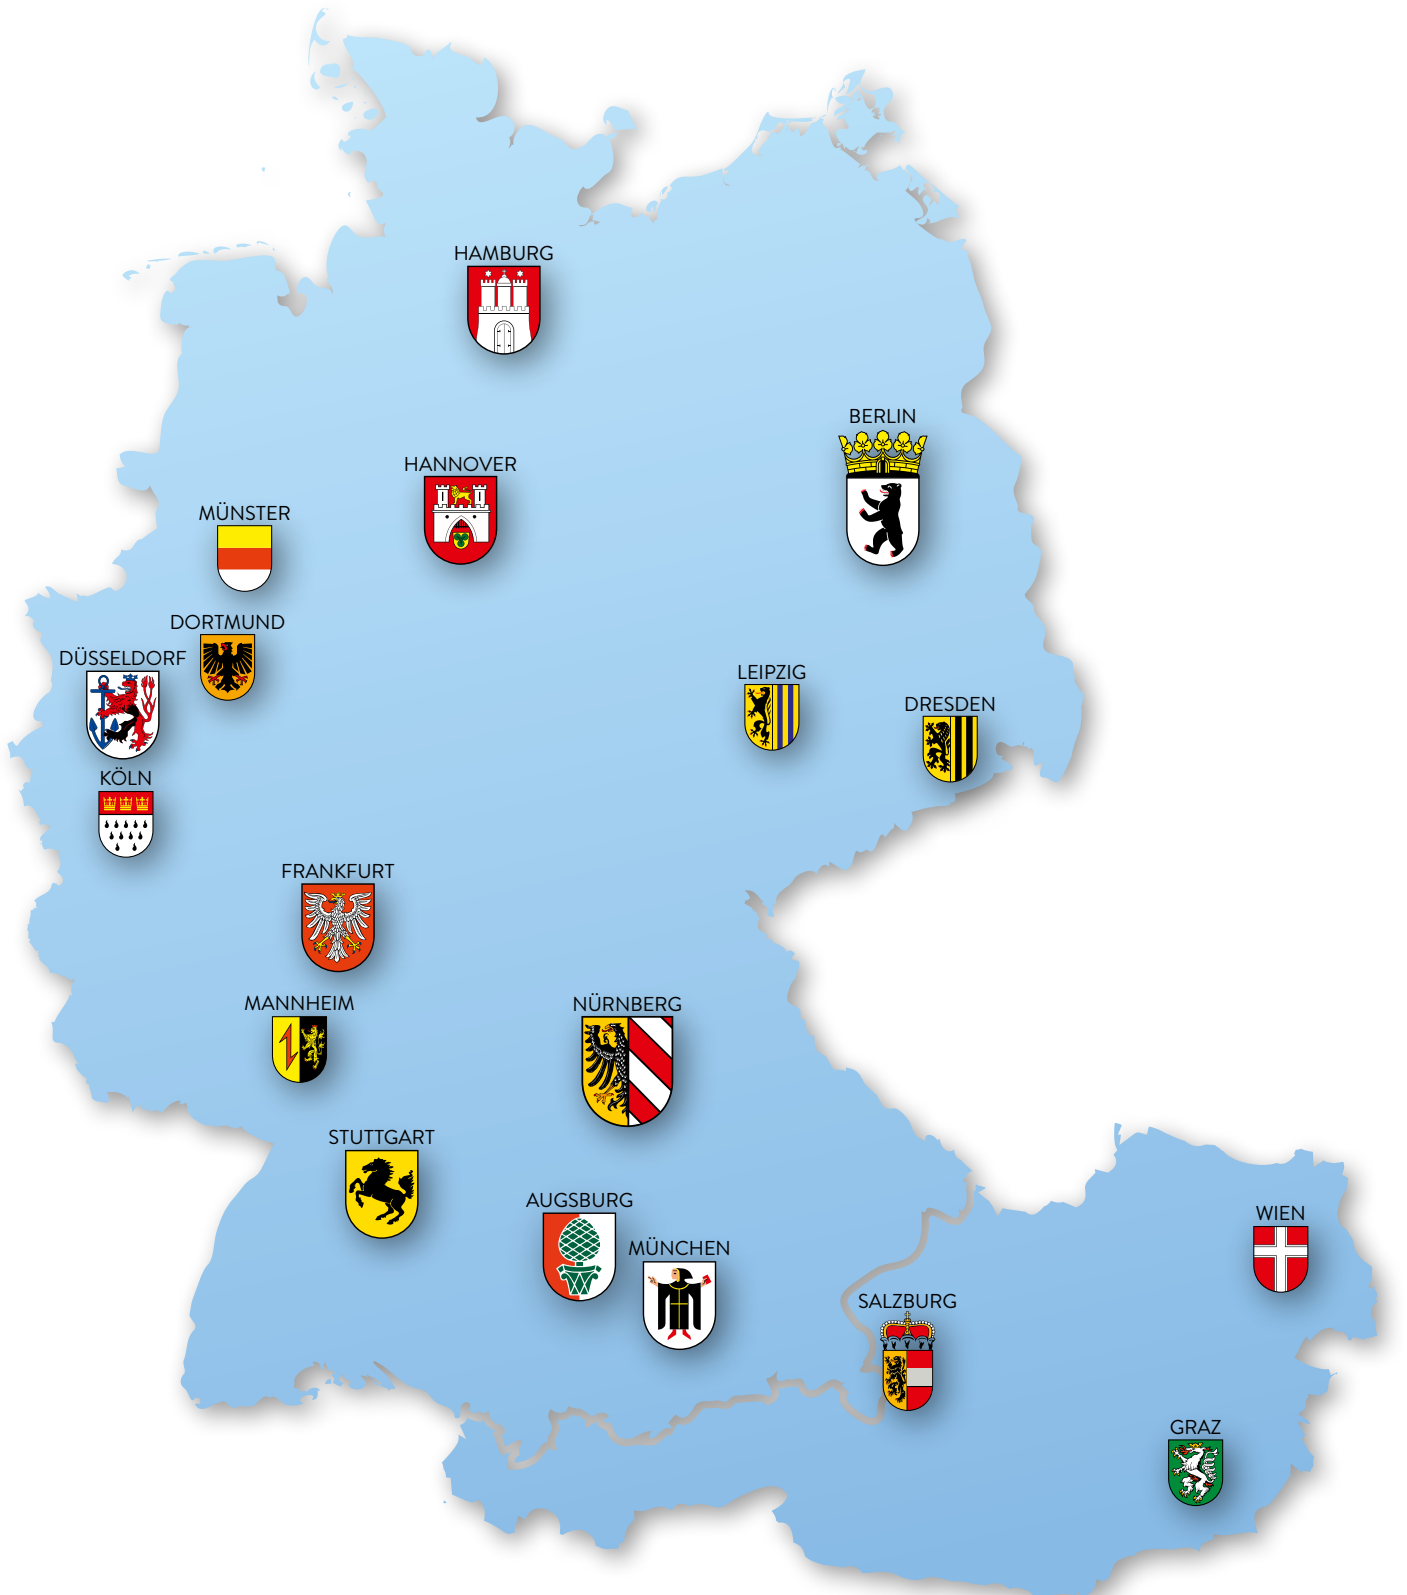 HAMBURG
BERLIN
HANNOVER
MÜNSTER
DORTMUND
DÜSSELDORF
LEIPZIG
DRESDEN
KÖLN
FRANKFURT
MANNHEIM
NÜRNBERG
STUTTGART
AUGSBURG
WIEN
MÜNCHEN
SALZBURG
GRAZ